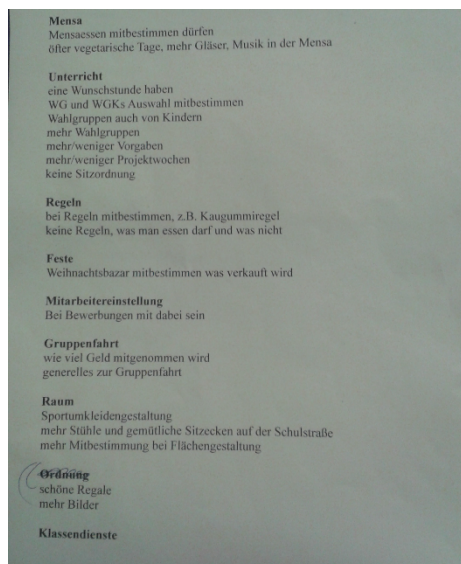 Mensa
Mensaessen mitbestimmen dürfen
öfter vegetarische Tage, mehr Gläser, Musik in der Mensa
Unterricht
eine Wunschstunde haben
WG und WGKs Auswahl mitbestimmen
Wahlgruppen auch von Kindern
mehr Wahlgruppen
mehr/weniger Vorgaben
mehr/weniger Projektwochen
keine Sitzordnung
Regeln
bei Regeln mitbestimmen, z.B. Kaugummiregel
keine Regeln, was man essen darf und was nicht
Feste
Weihnachtsbazar mitbestimmen was verkauft wird
Mitarbeitereinstellung
Bei Bewerbungen mit dabei sein
Gruppenfahrt
wie viel Geld mitgenommen wird
generelles zur Gruppenfahrt
Raum
Sportumkleidengestaltung
mehr Stühle und gemütliche Sitzecken auf der Schulstraße
mehr Mitbestimmung bei Flächengestaltung
Ordnung
schöne Regale
mehr Bilder
Klassendienste